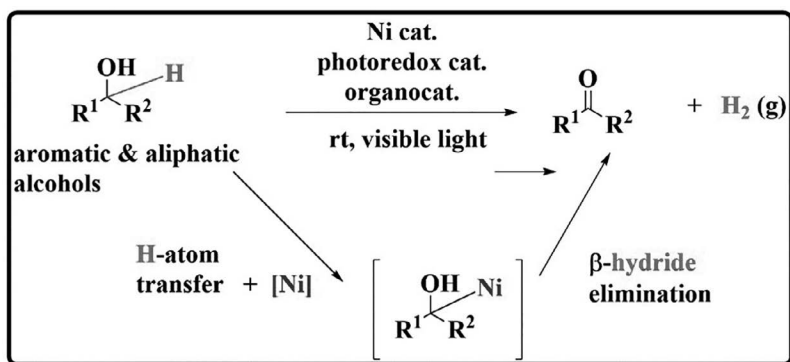 Ni cat.
photoredox cat.
organocat.
rt, visible light
OH
H
R¹ R²
aromatic & aliphatic
alcohols
O
R¹ R²
+ H₂ (g)
H-atom
transfer + [Ni]
OH
Ni
R¹ R²
β-hydride
elimination